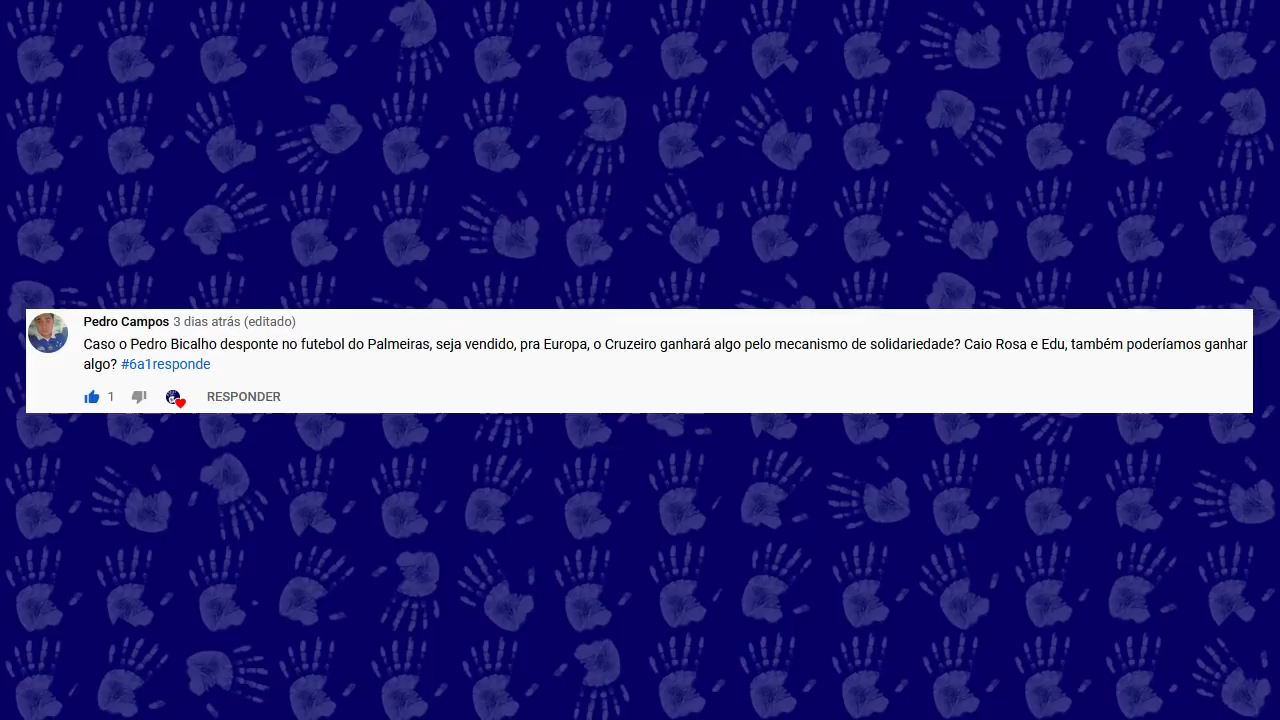 Pedro Campos 3 dias atrás (editado)
Caso o Pedro Bicalho desponte no futebol do Palmeiras, seja vendido, pra Europa, o Cruzeiro ganhará algo pelo mecanismo de solidariedade? Caio Rosa e Edu, também poderíamos ganhar
algo? #6a1responde
1 RESPONDER